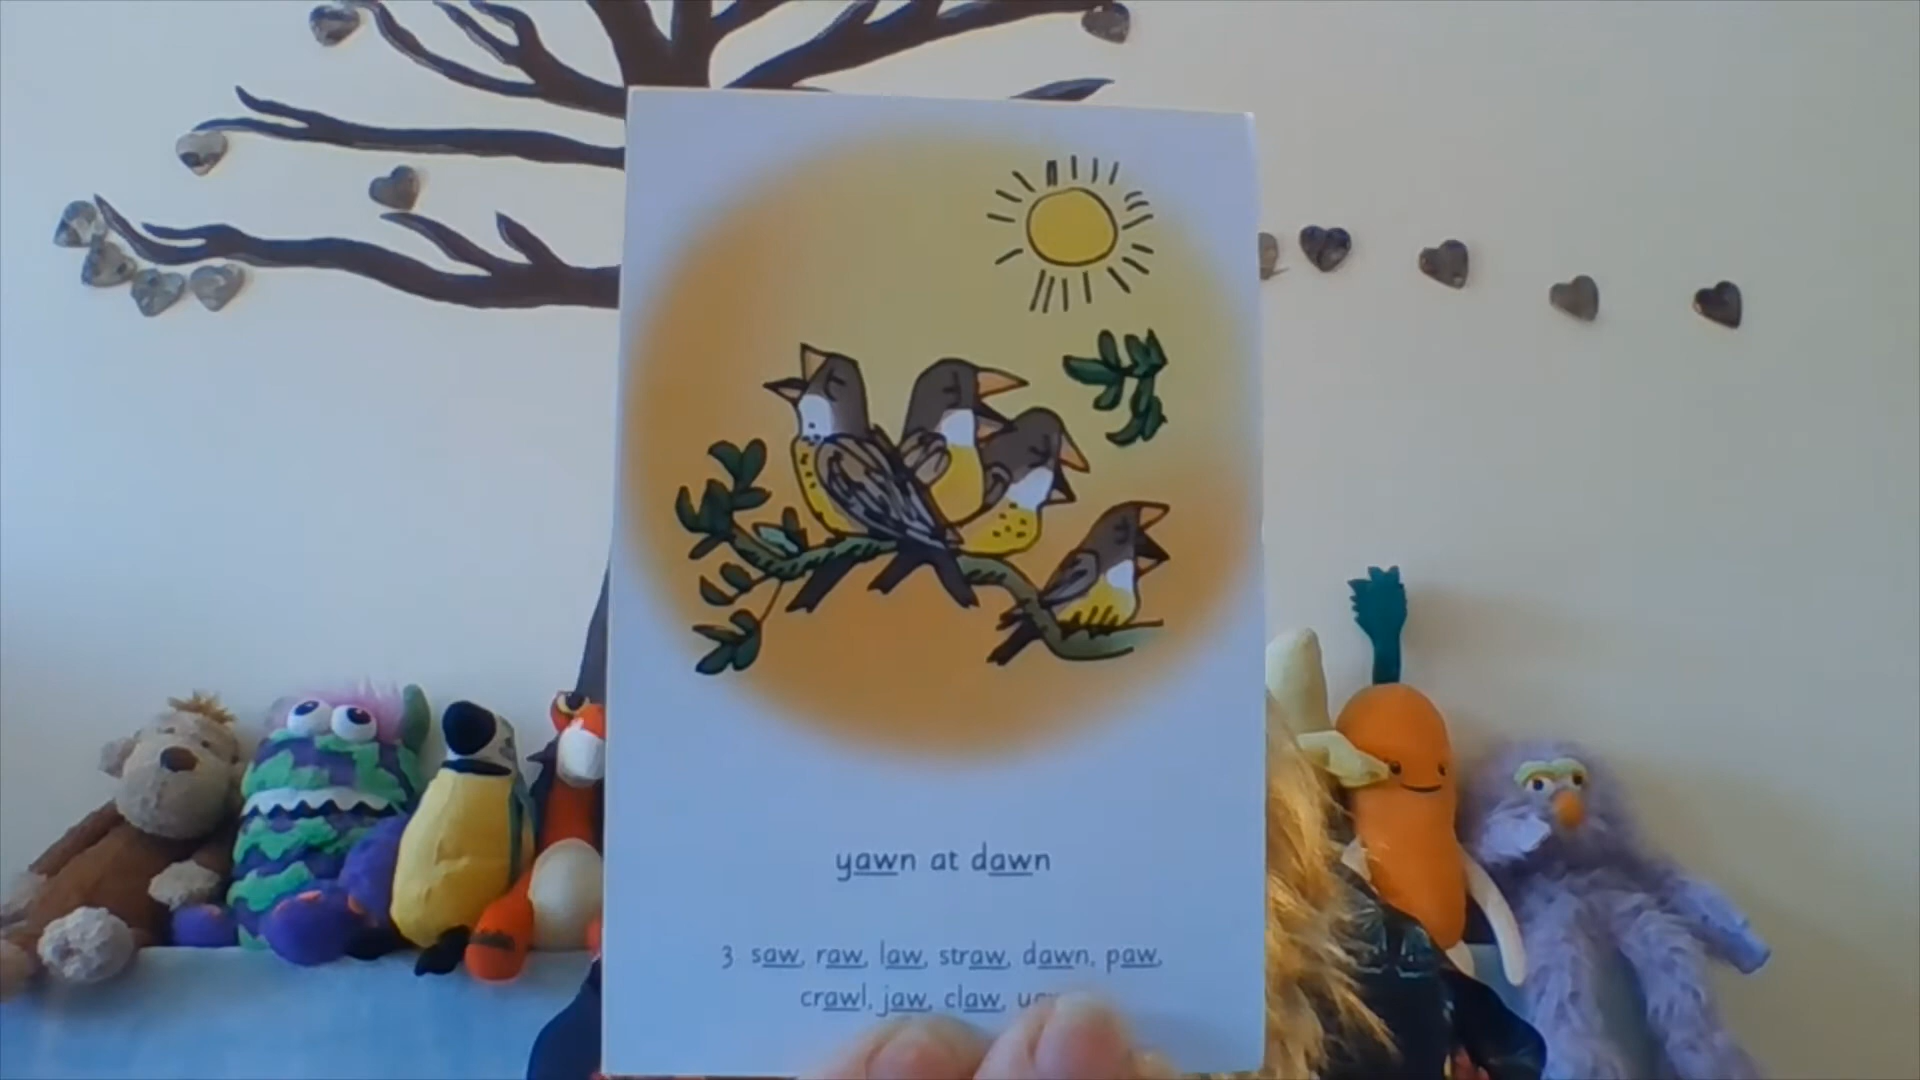 yawn at dawn
3 saw, raw, law, straw, dawn, paw,
crawl, jaw, claw,